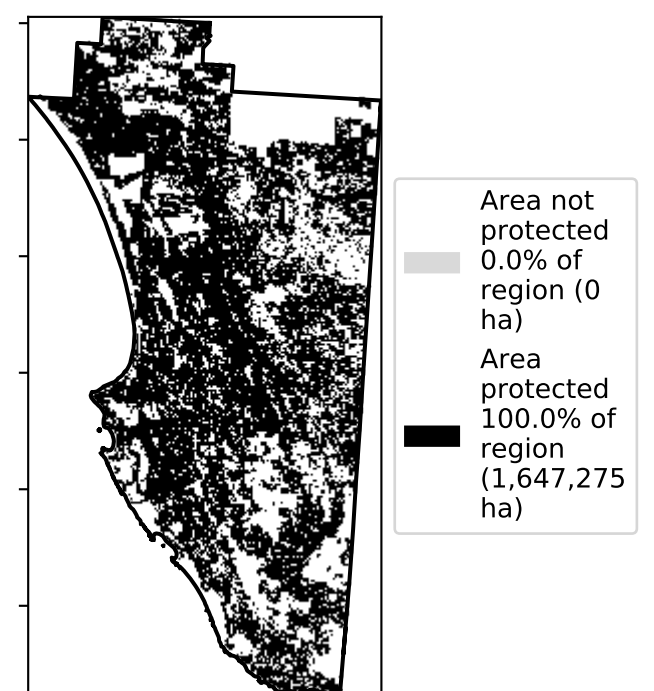 Area not
protected
0.0% of
region (0
ha)
Area
protected
100.0% of
region
(1,647,275
ha)